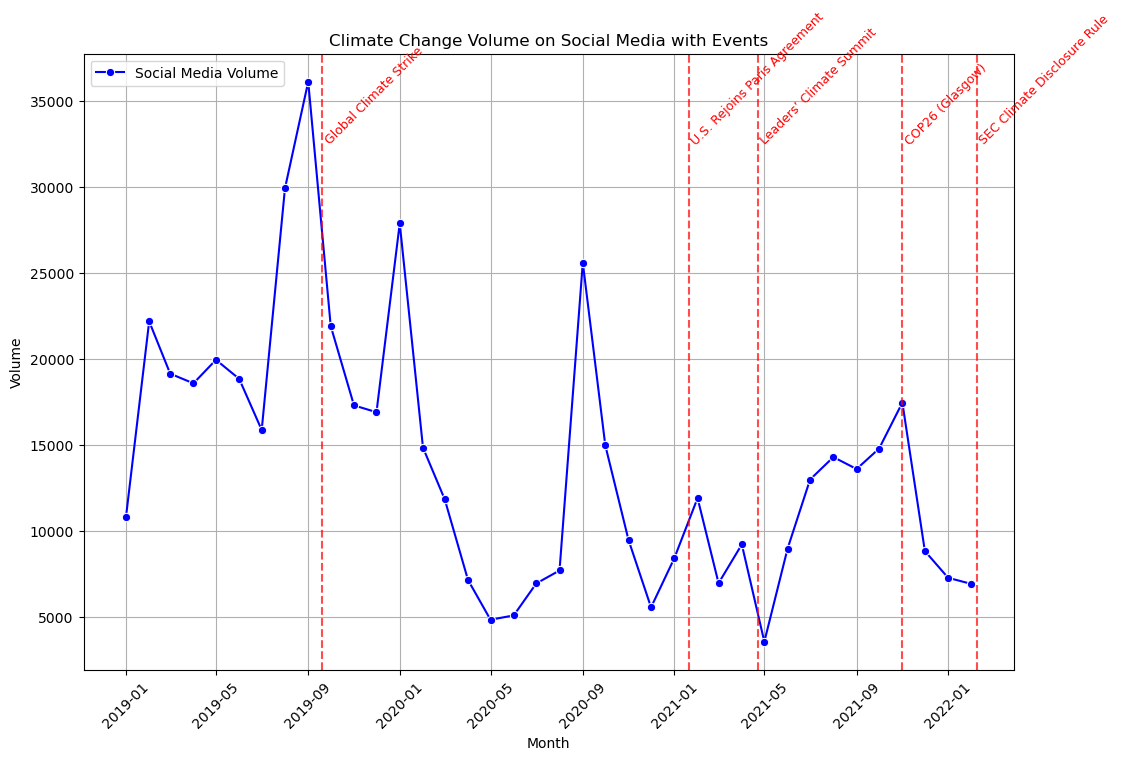 Climate Change Volume on Social Media with Events
Social Media Volume
Global Climate Strike
U.S. Rejoins Paris Agreement
Leaders' Climate Summit
COP26 (Glasgow)
SEC Climate Disclosure Rule
Volume
35000
30000
25000
20000
15000
10000
5000
2019-01
2019-05
2019-09
2020-01
2020-05
2020-09
2021-01
2021-05
2021-09
2022-01
Month